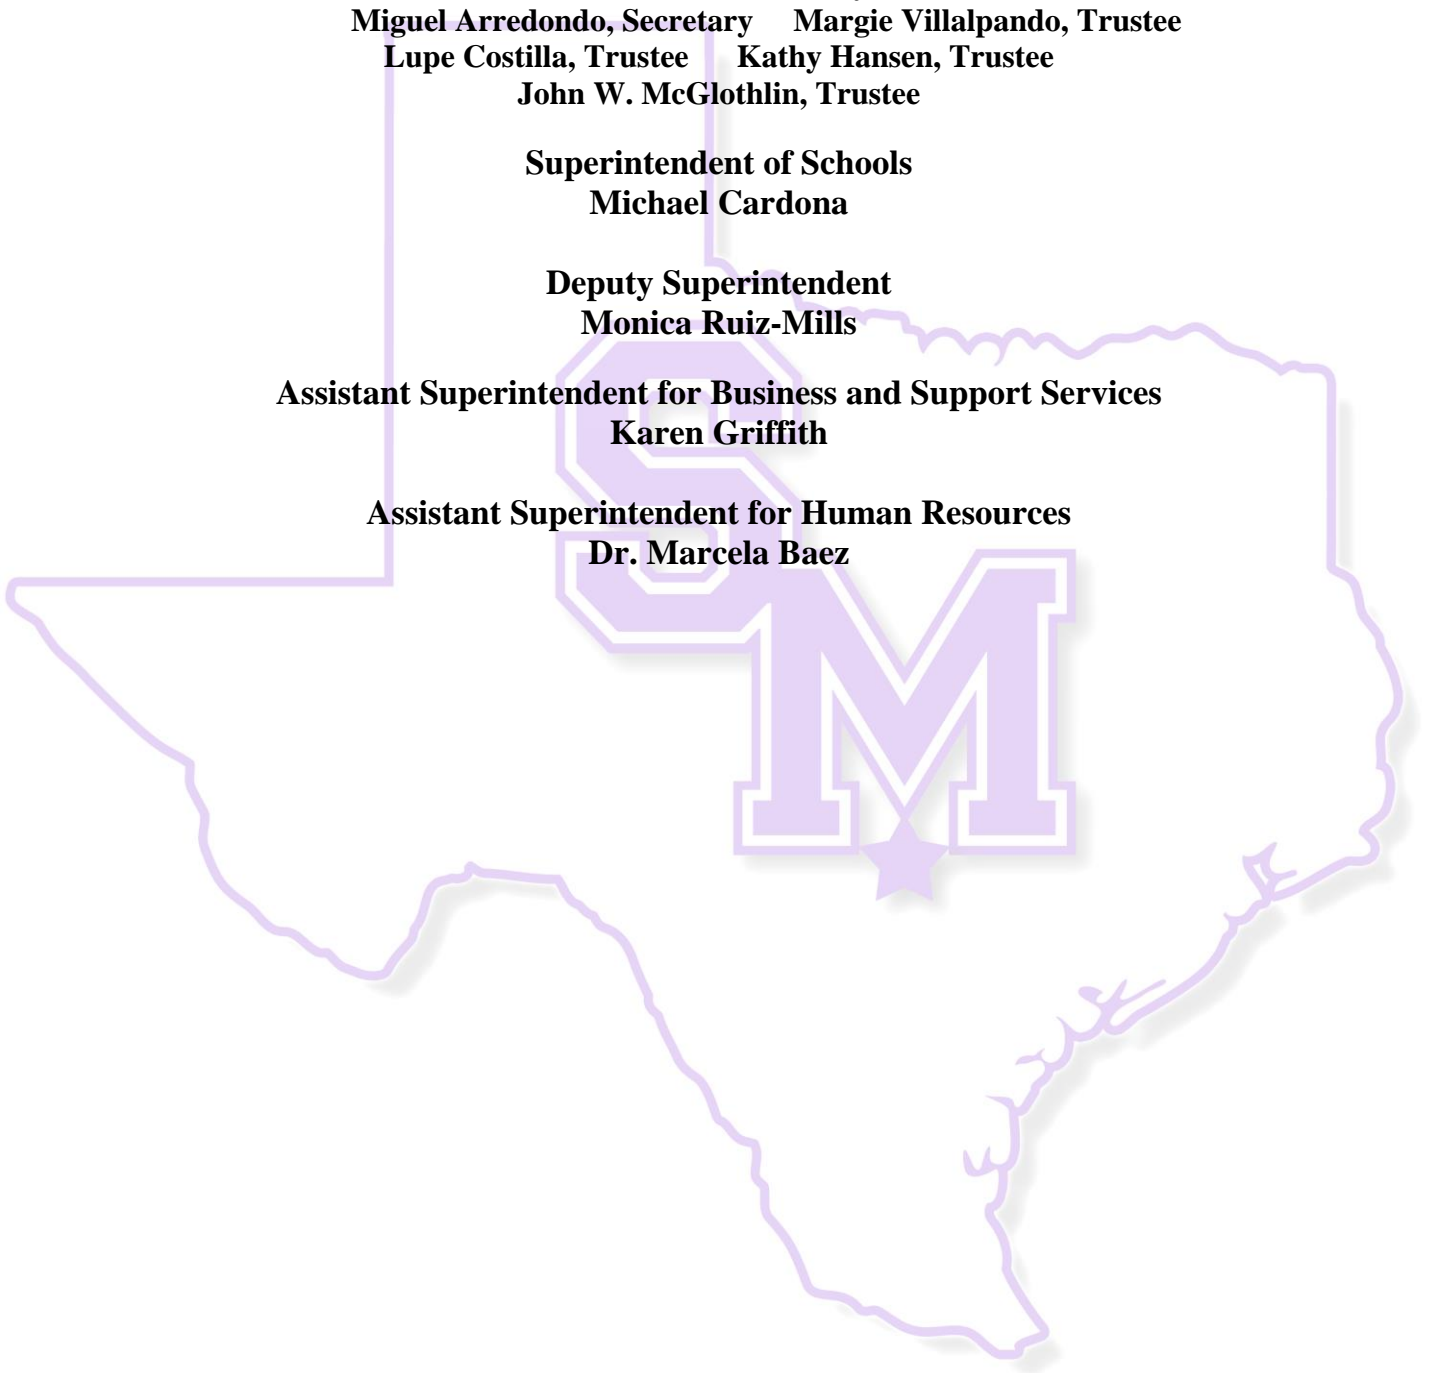 Miguel Arredondo, Secretary Margie Villalpando, Trustee
Lupe Costilla, Trustee Kathy Hansen, Trustee
John W. McGlothlin, Trustee
Superintendent of Schools
Michael Cardona
Deputy Superintendent
Monica Ruiz-Mills
Assistant Superintendent for Business and Support Services
Karen Griffith
Assistant Superintendent for Human Resources
Dr. Marcela Baez
SM